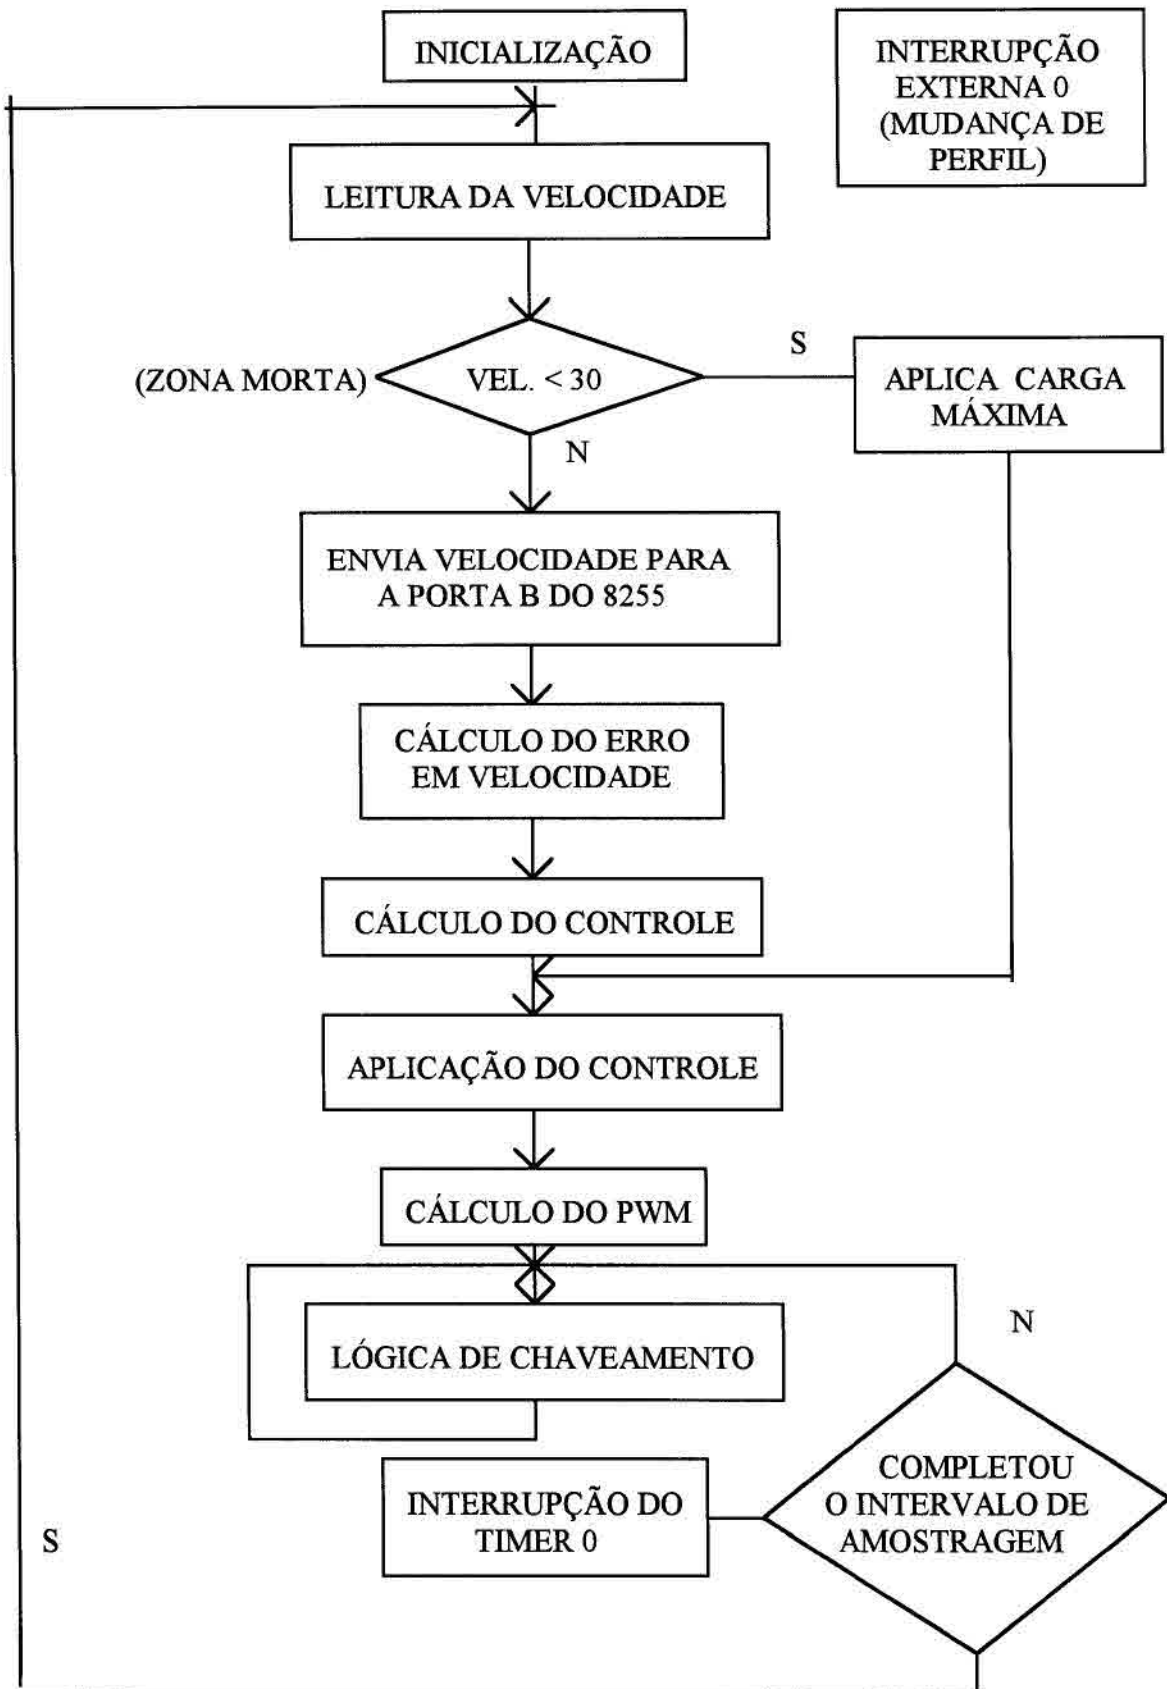 INICIALIZAÇÃO
INTERRUPÇÃO
EXTERNA 0
(MUDANÇA DE
PERFIL)
LEITURA DA VELOCIDADE
(ZONA MORTA)
VEL. < 30
S
APLICA CARGA
MÁXIMA
N
ENVIA VELOCIDADE PARA
A PORTA B DO 8255
CÁLCULO DO ERRO
EM VELOCIDADE
CÁLCULO DO CONTROLE
APLICAÇÃO DO CONTROLE
CÁLCULO DO PWM
N
LÓGICA DE CHAVEAMENTO
COMPLETOU
O INTERVALO DE
AMOSTRAGEM
INTERRUPÇÃO DO
TIMER 0
S